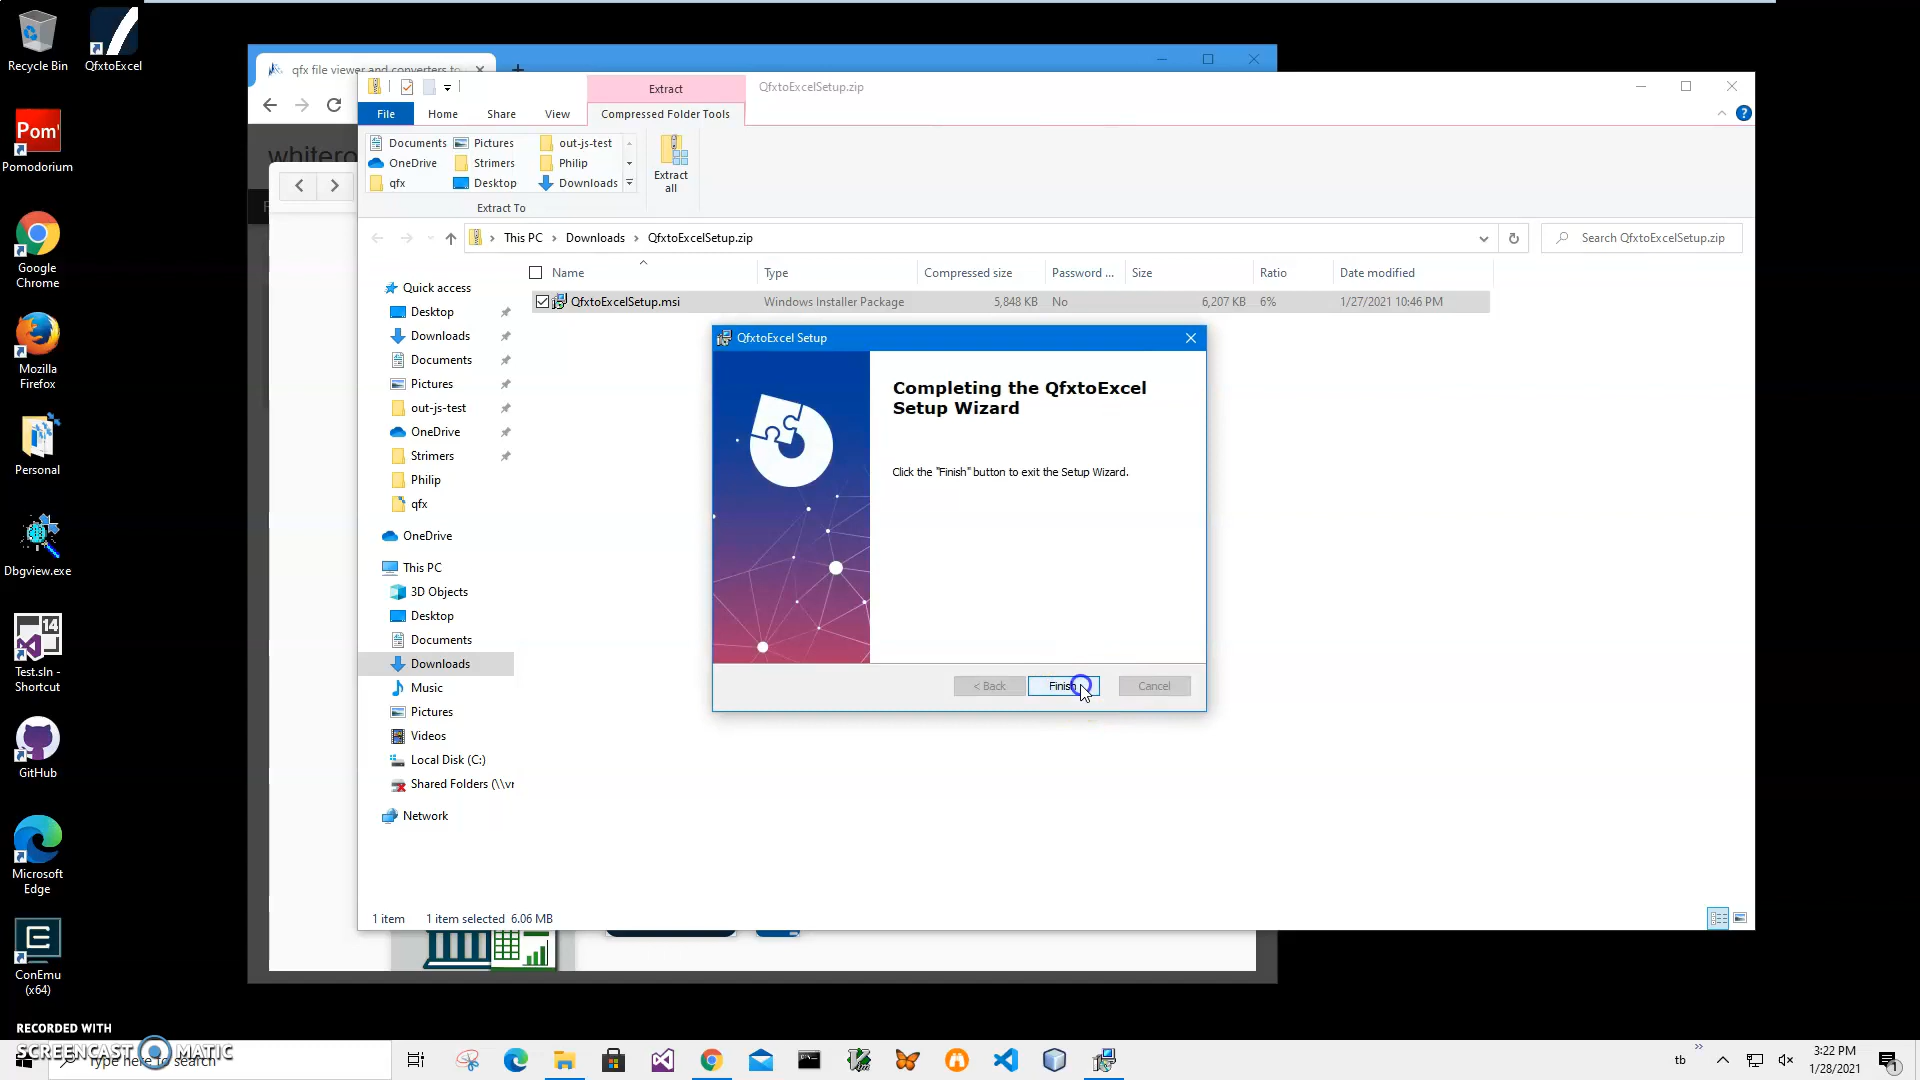 Recycle Bin
QfxtoExcel
Pom'
Pomodorium
Google
Chrome
Mozilla
Firefox
Personal
Dbgview.exe
14
Test.sln -
Shortcut
GitHub
Microsoft
Edge
ConEmu
(x64)
qfx file viewer and converters to
whitero
Extract
QfxtoExcelSetup.zip
File
Home
Share
View
Compressed Folder Tools
Documents
Pictures
out-js-test
OneDrive
Strimers
Philip
qfx
Desktop
Downloads
Extract To
Extract
all
This PC
Downloads
QfxtoExcelSetup.zip
Search QfxtoExcelSetup.zip
Name
Type
Compressed size
Password ...
Size
Ratio
Date modified
QfxtoExcelSetup.msi
Windows Installer Package
5,848 KB
No
6,207 KB
6%
1/27/2021 10:46 PM
Quick access
Desktop
Downloads
Documents
Pictures
out-js-test
OneDrive
Strimers
Philip
qfx
OneDrive
This PC
3D Objects
Desktop
Documents
Downloads
Music
Pictures
Videos
Local Disk (C:)
Shared Folders (\\vr
Network
QfxtoExcel Setup
Completing the QfxtoExcel
Setup Wizard
Click the "Finish" button to exit the Setup Wizard.
< Back
Finish
Cancel
1 item
1 item selected 6.06 MB
RECORDED WITH
SCREENCAST MATIC
Type here to search
tb
3:22 PM
1/28/2021
1